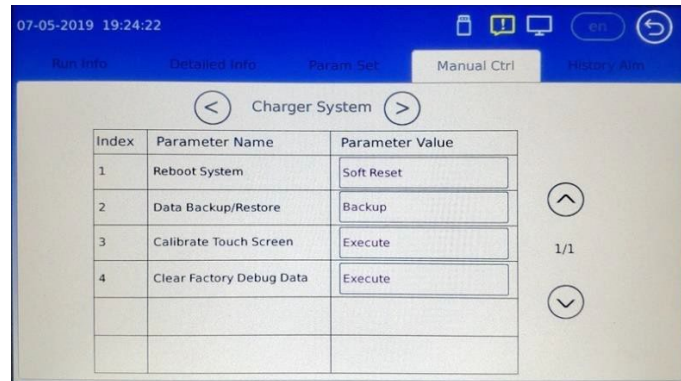 07-05-2019 19:24:22
en
Run Info Detailed Info Param Set Manual Ctrl History Alm
< Charger System >
Index Parameter Name Parameter Value
1 Reboot System Soft Reset
2 Data Backup/Restore Backup
3 Calibrate Touch Screen Execute
1/1
4 Clear Factory Debug Data Execute